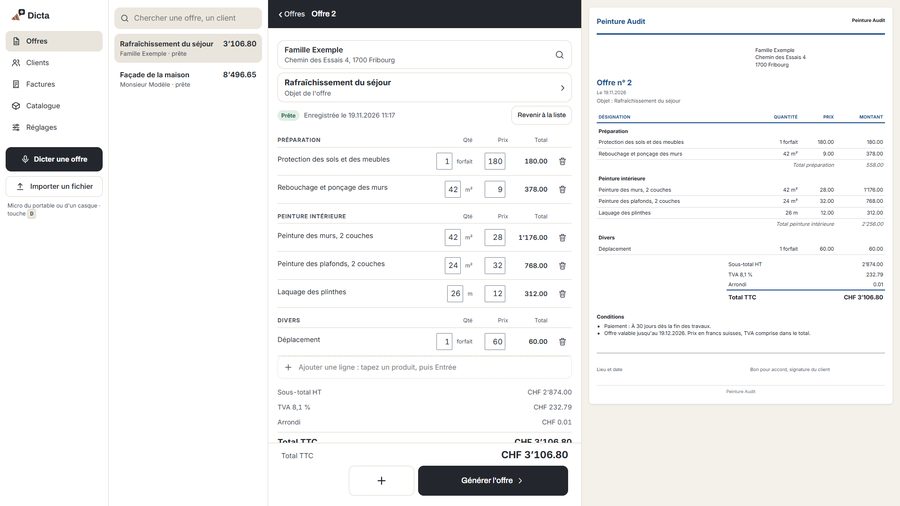 Dicta
Offres
Clients
Factures
Catalogue
Réglages
Dicter une offre
Importer un fichier
Micro du portable ou d'un casque ·
touche D
Chercher une offre, un client
Rafraîchissement du séjour 3'106.80
Famille Exemple · prête
Façade de la maison 8'496.65
Monsieur Modèle · prête
Offres Offre 2
Famille Exemple
Chemin des Essais 4, 1700 Fribourg
Rafraîchissement du séjour
Objet de l'offre
Prête Enregistrée le 19.11.2026 11:17 Revenir à la liste
PRÉPARATION Qté Prix Total
Protection des sols et des meubles 1 forfait 180 180.00
Rebouchage et ponçage des murs 42 m² 9 378.00
PEINTURE INTÉRIEURE Qté Prix Total
Peinture des murs, 2 couches 42 m² 28 1'176.00
Peinture des plafonds, 2 couches 24 m² 32 768.00
Laquage des plinthes 26 m 12 312.00
DIVERS Qté Prix Total
Déplacement 1 forfait 60 60.00
Ajouter une ligne : tapez un produit, puis Entrée
Sous-total HT CHF 2'874.00
TVA 8,1 % CHF 232.79
Arrondi CHF 0.01
Total TTC CHF 3'106.80
Total TTC CHF 3'106.80
+ Générer l'offre
Peinture Audit Peinture Audit
Famille Exemple
Chemin des Essais 4
1700 Fribourg
Offre n° 2
Le 19.11.2026
Objet : Rafraîchissement du séjour
DÉSIGNATION QUANTITÉ PRIX MONTANT
Préparation
Protection des sols et des meubles 1 forfait 180.00 180.00
Rebouchage et ponçage des murs 42 m² 9.00 378.00
Total préparation 558.00
Peinture intérieure
Peinture des murs, 2 couches 42 m² 28.00 1'176.00
Peinture des plafonds, 2 couches 24 m² 32.00 768.00
Laquage des plinthes 26 m 12.00 312.00
Total peinture intérieure 2'256.00
Divers
Déplacement 1 forfait 60.00 60.00
Sous-total HT 2'874.00
TVA 8,1 % 232.79
Arrondi 0.01
Total TTC CHF 3'106.80
Conditions
• Paiement : À 30 jours dès la fin des travaux.
• Offre valable jusqu'au 19.12.2026. Prix en francs suisses, TVA comprise dans le total.
Lieu et date Bon pour accord, signature du client
Peinture Audit